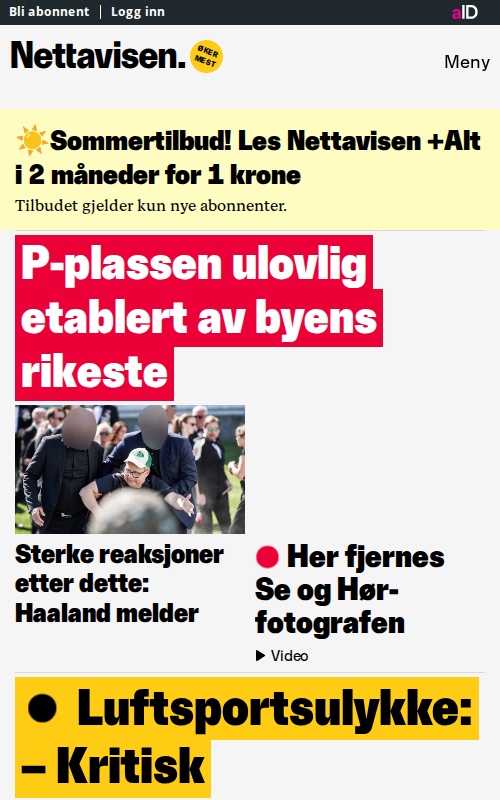 Bli abonnent | Logg inn
aID
Nettavisen.
ØKER
MEST
Meny
☀️Sommertilbud! Les Nettavisen +Alt
i 2 måneder for 1 krone
Tilbudet gjelder kun nye abonnenter.
P-plassen ulovlig
etablert av byens
rikeste
Sterke reaksjoner
etter dette:
Haaland melder
Her fjernes
Se og Hør-
fotografen
Video
Luftsportsulykke:
– Kritisk